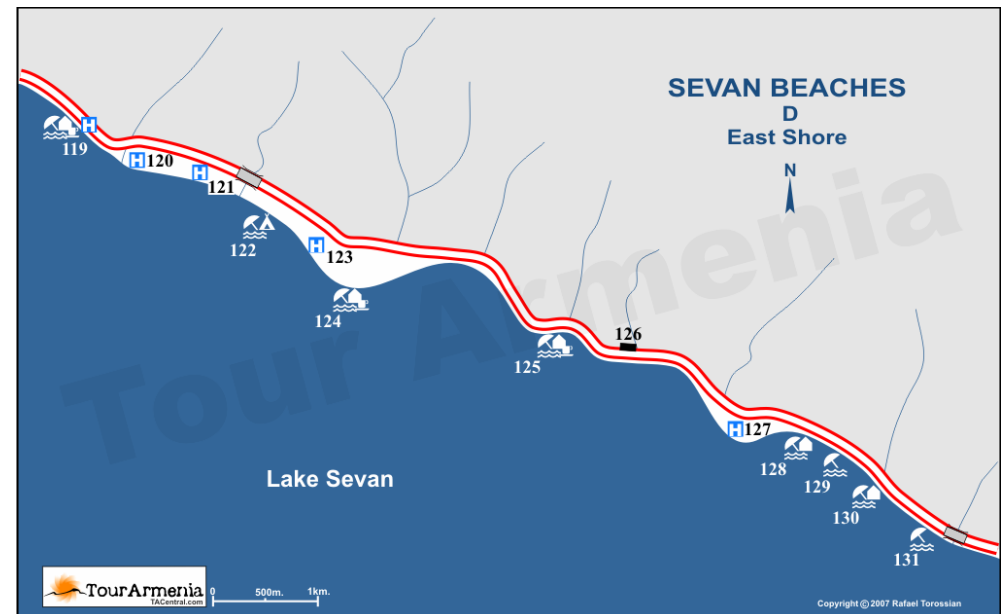 SEVAN BEACHES
D
East Shore
N
H
119
H
120
H
121
122
H
123
124
125
126
H
127
128
129
130
131
Tour Armenia
Lake Sevan
TourArmenia
TACentral.com
0 500m. 1km.
Copyright © 2007 Rafael Torossian